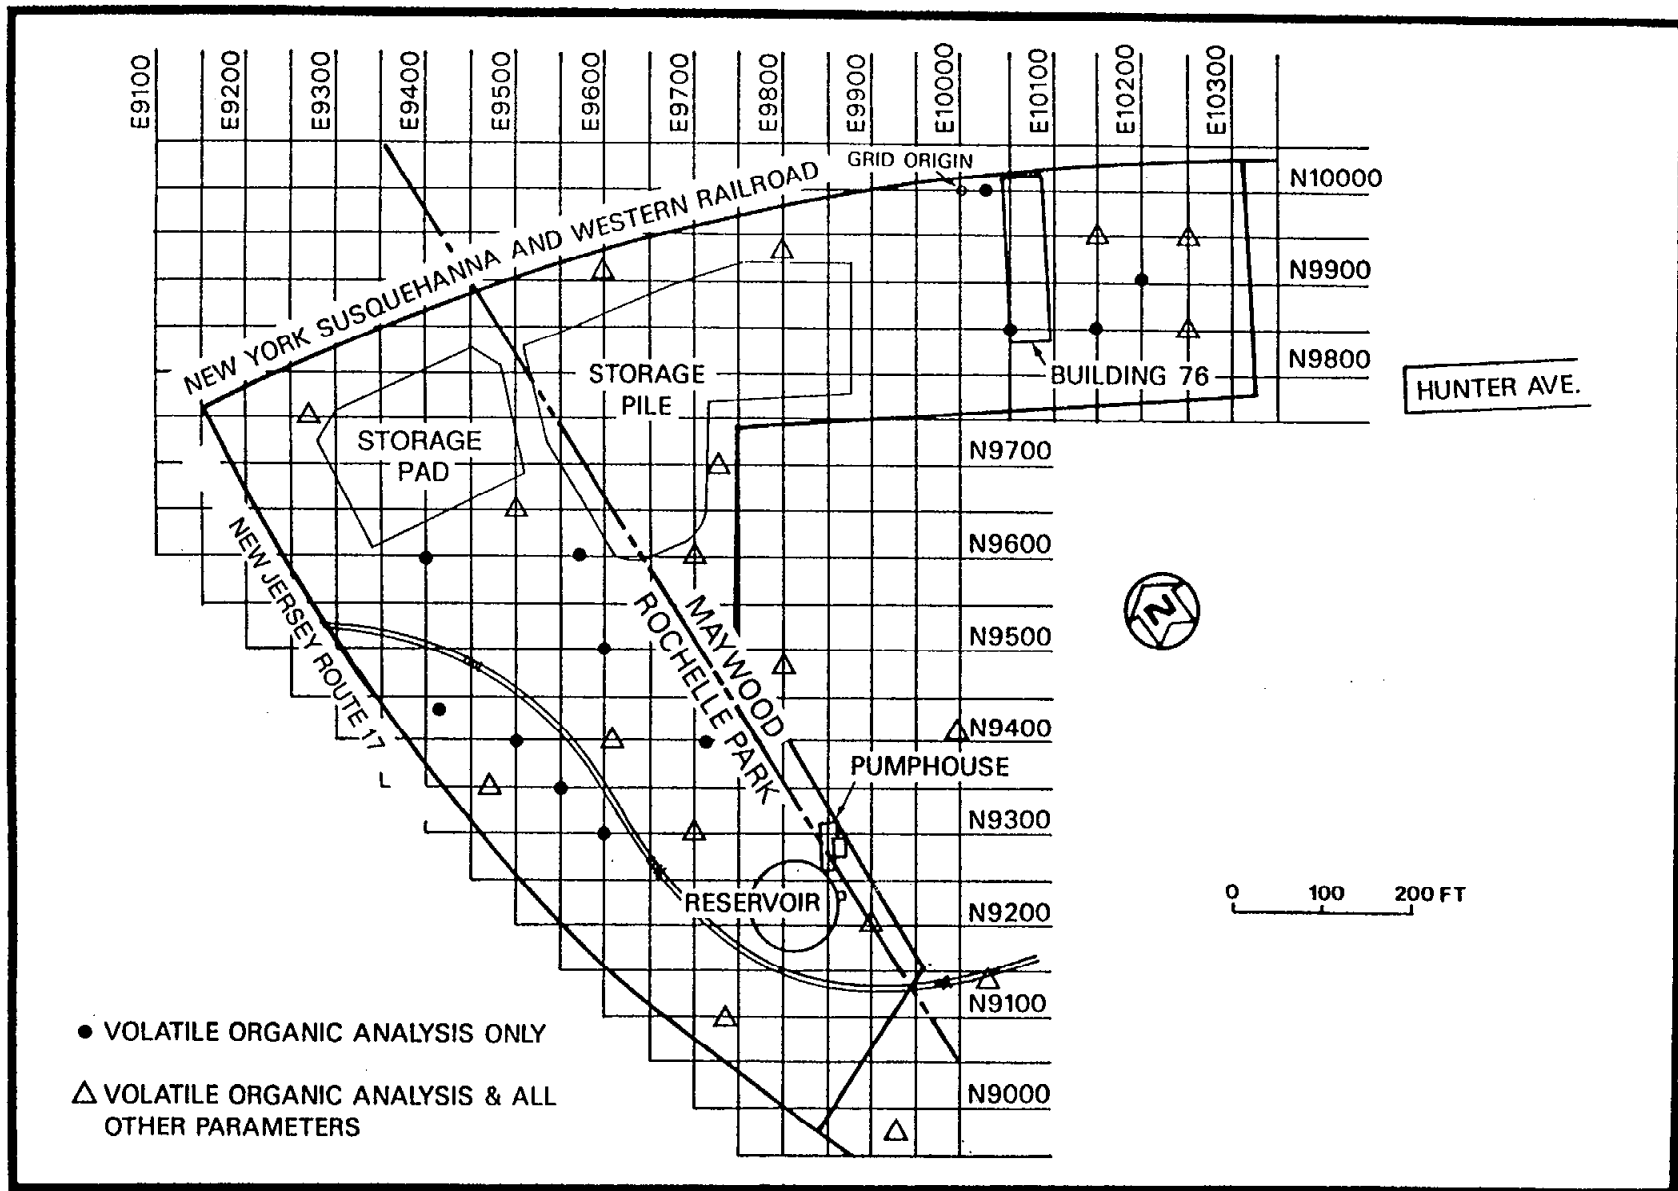 E9100
E9200
E9300
E9400
E9500
E9600
E9700
E9800
E9900
E10000
E10100
E10200
E10300
GRID ORIGIN
N10000
NEW YORK SUSQUEHANNA AND WESTERN RAILROAD
N9900
N9800
BUILDING 76
HUNTER AVE.
STORAGE
PILE
STORAGE
PAD
N9700
N9600
NEW JERSEY ROUTE 17
MAYWOOD
ROCHELLE PARK
N
N9500
N9400
PUMPHOUSE
N9300
RESERVOIR
N9200
0 100 200 FT
N9100
N9000
● VOLATILE ORGANIC ANALYSIS ONLY
△ VOLATILE ORGANIC ANALYSIS & ALL
OTHER PARAMETERS